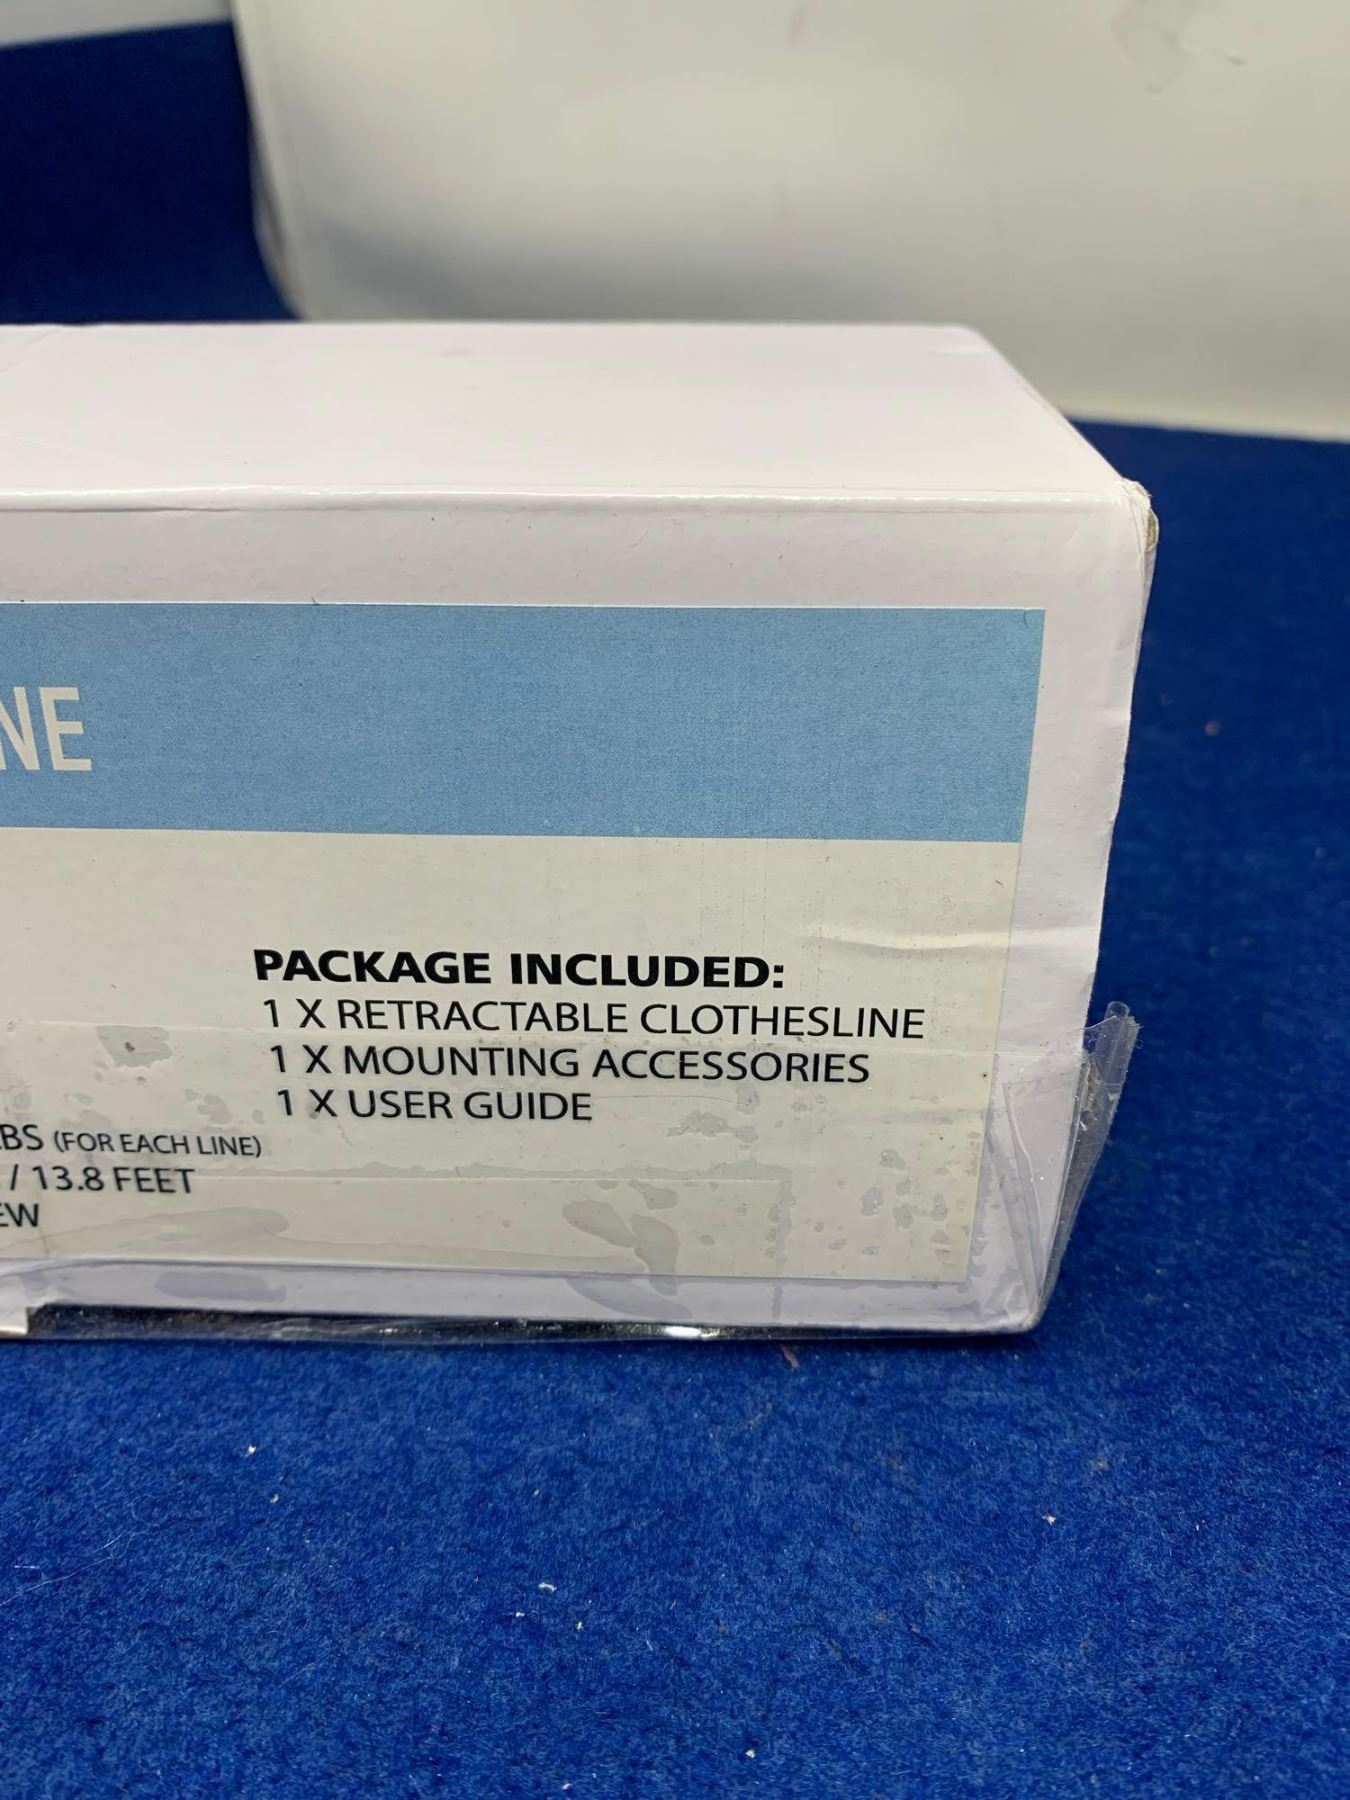 NE
PACKAGE INCLUDED:
1 X RETRACTABLE CLOTHESLINE
1 X MOUNTING ACCESSORIES
1 X USER GUIDE
LBS (FOR EACH LINE)
/ 13.8 FEET
EW